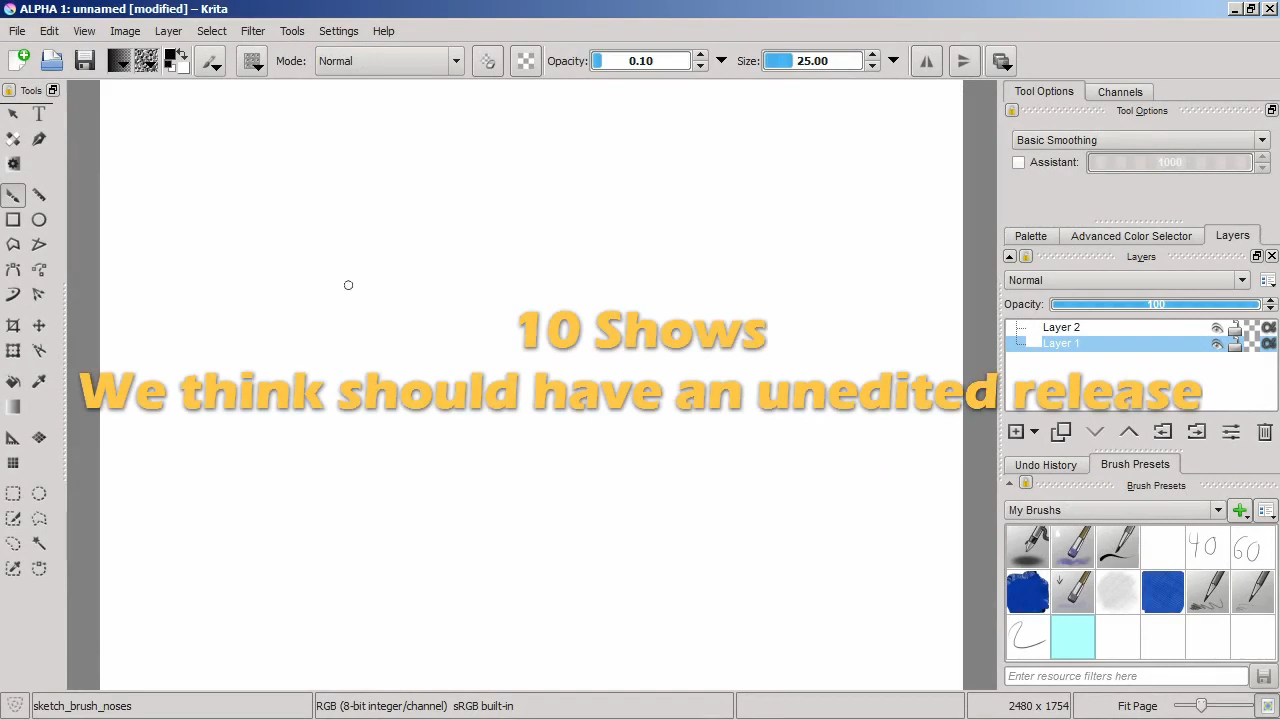 ALPHA 1: unnamed [modified] – Krita
File Edit View Image Layer Select Filter Tools Settings Help
Mode: Normal Opacity: 0.10 Size: 25.00
Tools
Tool Options Channels
Tool Options
Basic Smoothing
Assistant: 1000
Palette Advanced Color Selector Layers
Layers
Normal
Opacity: 100
Layer 2
Layer 1
10 Shows
We think should have an unedited release
Undo History Brush Presets
Brush Presets
My Brushes
40 60
Enter resource filters here
sketch_brush_noses RGB (8-bit integer/channel) sRGB built-in 2480 x 1754 Fit Page